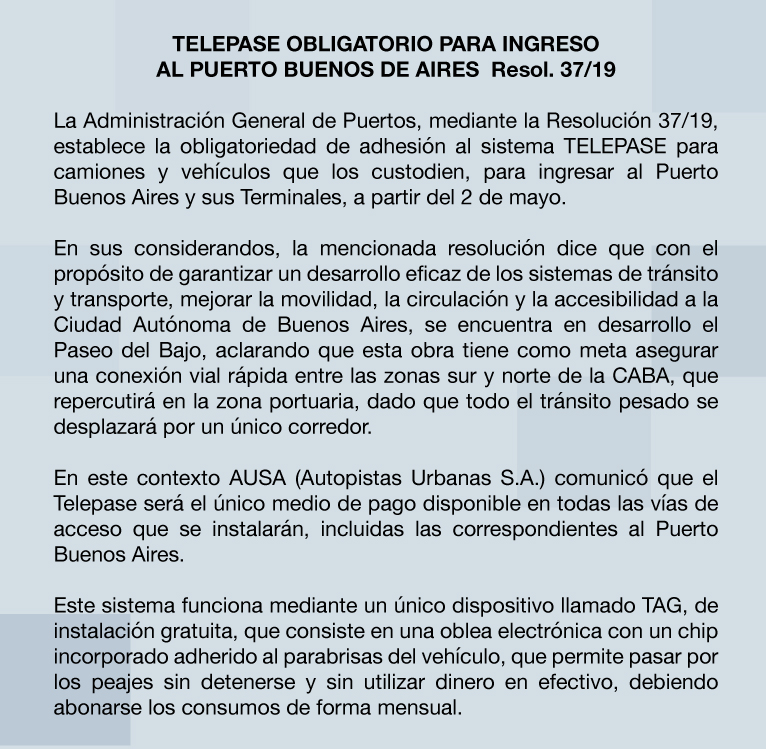 TELEPASE OBLIGATORIO PARA INGRESO
AL PUERTO BUENOS DE AIRES  Resol. 37/19
La Administración General de Puertos, mediante la Resolución 37/19,
establece la obligatoriedad de adhesión al sistema TELEPASE para
camiones y vehículos que los custodien, para ingresar al Puerto
Buenos Aires y sus Terminales, a partir del 2 de mayo.
En sus considerandos, la mencionada resolución dice que con el
propósito de garantizar un desarrollo eficaz de los sistemas de tránsito
y transporte, mejorar la movilidad, la circulación y la accesibilidad a la
Ciudad Autónoma de Buenos Aires, se encuentra en desarrollo el
Paseo del Bajo, aclarando que esta obra tiene como meta asegurar
una conexión vial rápida entre las zonas sur y norte de la CABA, que
repercutirá en la zona portuaria, dado que todo el tránsito pesado se
desplazará por un único corredor.
En este contexto AUSA (Autopistas Urbanas S.A.) comunicó que el
Telepase será el único medio de pago disponible en todas las vías de
acceso que se instalarán, incluidas las correspondientes al Puerto
Buenos Aires.
Este sistema funciona mediante un único dispositivo llamado TAG, de
instalación gratuita, que consiste en una oblea electrónica con un chip
incorporado adherido al parabrisas del vehículo, que permite pasar por
los peajes sin detenerse y sin utilizar dinero en efectivo, debiendo
abonarse los consumos de forma mensual.